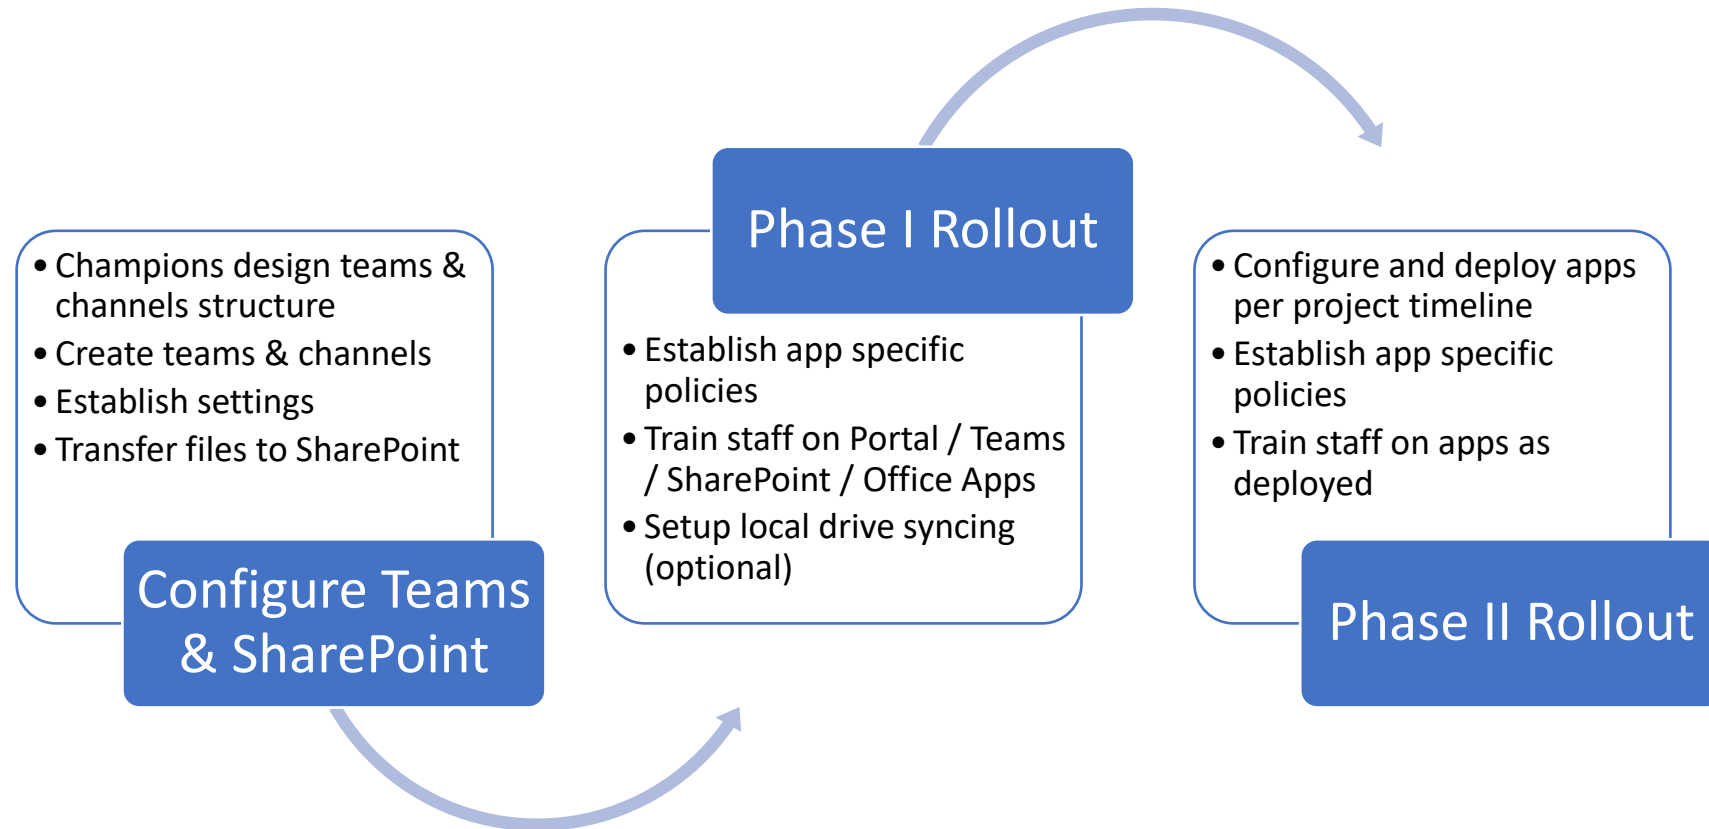 • Champions design teams &
channels structure
• Create teams & channels
• Establish settings
• Transfer files to SharePoint
Configure Teams
& SharePoint
Phase I Rollout
• Establish app specific
policies
• Train staff on Portal / Teams
/ SharePoint / Office Apps
• Setup local drive syncing
(optional)
• Configure and deploy apps
per project timeline
• Establish app specific
policies
• Train staff on apps as
deployed
Phase II Rollout